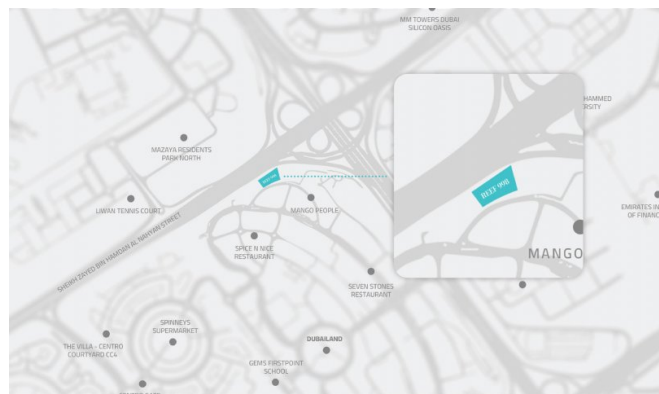 MM TOWERS DUBAI
SILICON OASIS
HAMMED
RSITY
MAZAYA RESIDENTS
PARK NORTH
LIWAN TENNIS COURT
MANGO PEOPLE
EMIRATES IN
OF FINANC
SHEIKH ZAYED BIN HAMDAN AL NAHYAN STREET
SPICE N NICE
RESTAURANT
MANGO
SEVEN STONES
RESTAURANT
SPINNEYS
SUPERMARKET
THE VILLA - CENTRO
COURTYARD CC4
DUBAILAND
GEMS FIRSTPOINT
SCHOOL